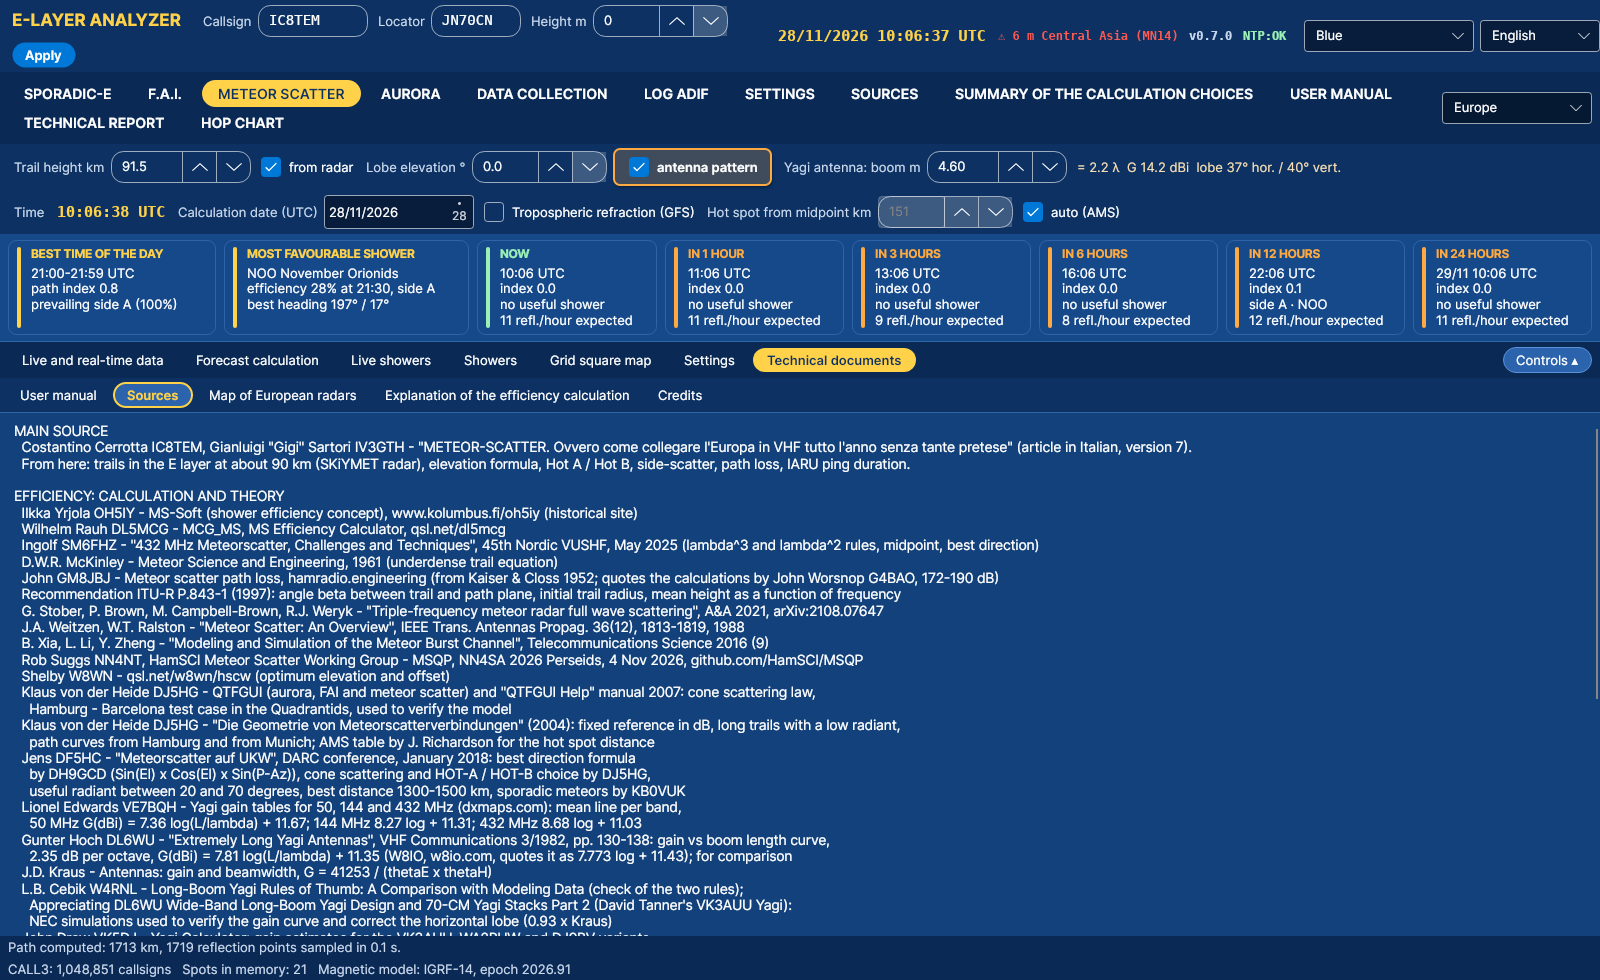 E-LAYER ANALYZER
Callsign IC8TEM Locator JN70CN Height m 0
28/11/2026 10:06:37 UTC ⚠ 6 m Central Asia (MN14) v0.7.0 NTP:OK Blue English
Apply
SPORADIC-E F.A.I. METEOR SCATTER AURORA DATA COLLECTION LOG ADIF SETTINGS SOURCES SUMMARY OF THE CALCULATION CHOICES USER MANUAL
TECHNICAL REPORT HOP CHART
Europe
Trail height km 91.5 from radar Lobe elevation ° 0.0 antenna pattern Yagi antenna: boom m 4.60 = 2.2 λ G 14.2 dBi lobe 37° hor. / 40° vert.
Time 10:06:38 UTC Calculation date (UTC) 28/11/2026 28 Tropospheric refraction (GFS) Hot spot from midpoint km 151 auto (AMS)
BEST TIME OF THE DAY
21:00-21:59 UTC
path index 0.8
prevailing side A (100%)
MOST FAVOURABLE SHOWER
NOO November Orionids
efficiency 28% at 21:30, side A
best heading 197° / 17°
NOW
10:06 UTC
index 0.0
no useful shower
11 refl./hour expected
IN 1 HOUR
11:06 UTC
index 0.0
no useful shower
11 refl./hour expected
IN 3 HOURS
13:06 UTC
index 0.0
no useful shower
9 refl./hour expected
IN 6 HOURS
16:06 UTC
index 0.0
no useful shower
8 refl./hour expected
IN 12 HOURS
22:06 UTC
index 0.1
side A · NOO
12 refl./hour expected
IN 24 HOURS
29/11 10:06 UTC
index 0.0
no useful shower
11 refl./hour expected
Live and real-time data Forecast calculation Live showers Showers Grid square map Settings Technical documents Controls ▴
User manual Sources Map of European radars Explanation of the efficiency calculation Credits
MAIN SOURCE
Costantino Cerrotta IC8TEM, Gianluigi "Gigi" Sartori IV3GTH - "METEOR-SCATTER. Ovvero come collegare l'Europa in VHF tutto l'anno senza tante pretese" (article in Italian, version 7).
From here: trails in the E layer at about 90 km (SKiYMET radar), elevation formula, Hot A / Hot B, side-scatter, path loss, IARU ping duration.
EFFICIENCY: CALCULATION AND THEORY
Ilkka Yrjola OH5IY - MS-Soft (shower efficiency concept), www.kolumbus.fi/oh5iy (historical site)
Wilhelm Rauh DL5MCG - MCG_MS, MS Efficiency Calculator, qsl.net/dl5mcg
Ingolf SM6FHZ - "432 MHz Meteorscatter, Challenges and Techniques", 45th Nordic VUSHF, May 2025 (lambda^3 and lambda^2 rules, midpoint, best direction)
D.W.R. McKinley - Meteor Science and Engineering, 1961 (underdense trail equation)
John GM8JBJ - Meteor scatter path loss, hamradio.engineering (from Kaiser & Closs 1952; quotes the calculations by John Worsnop G4BAO, 172-190 dB)
Recommendation ITU-R P.843-1 (1997): angle beta between trail and path plane, initial trail radius, mean height as a function of frequency
G. Stober, P. Brown, M. Campbell-Brown, R.J. Weryk - "Triple-frequency meteor radar full wave scattering", A&A 2021, arXiv:2108.07647
J.A. Weitzen, W.T. Ralston - "Meteor Scatter: An Overview", IEEE Trans. Antennas Propag. 36(12), 1813-1819, 1988
B. Xia, L. Li, Y. Zheng - "Modeling and Simulation of the Meteor Burst Channel", Telecommunications Science 2016 (9)
Rob Suggs NN4NT, HamSCI Meteor Scatter Working Group - MSQP, NN4SA 2026 Perseids, 4 Nov 2026, github.com/HamSCI/MSQP
Shelby W8WN - qsl.net/w8wn/hscw (optimum elevation and offset)
Klaus von der Heide DJ5HG - QTFGUI (aurora, FAI and meteor scatter) and "QTFGUI Help" manual 2007: cone scattering law,
Hamburg - Barcelona test case in the Quadrantids, used to verify the model
Klaus von der Heide DJ5HG - "Die Geometrie von Meteorscatterverbindungen" (2004): fixed reference in dB, long trails with a low radiant,
path curves from Hamburg and from Munich; AMS table by J. Richardson for the hot spot distance
Jens DF5HC - "Meteorscatter auf UKW", DARC conference, January 2018: best direction formula
by DH9GCD (Sin(El) x Cos(El) x Sin(P-Az)), cone scattering and HOT-A / HOT-B choice by DJ5HG,
useful radiant between 20 and 70 degrees, best distance 1300-1500 km, sporadic meteors by KB0VUK
Lionel Edwards VE7BQH - Yagi gain tables for 50, 144 and 432 MHz (dxmaps.com): mean line per band,
50 MHz G(dBi) = 7.36 log(L/lambda) + 11.67; 144 MHz 8.27 log + 11.31; 432 MHz 8.68 log + 11.03
Gunter Hoch DL6WU - "Extremely Long Yagi Antennas", VHF Communications 3/1982, pp. 130-138: gain vs boom length curve,
2.35 dB per octave, G(dBi) = 7.81 log(L/lambda) + 11.35 (W8IO, w8io.com, quotes it as 7.773 log + 11.43); for comparison
J.D. Kraus - Antennas: gain and beamwidth, G = 41253 / (thetaE x thetaH)
L.B. Cebik W4RNL - Long-Boom Yagi Rules of Thumb: A Comparison with Modeling Data (check of the two rules);
Appreciating DL6WU Wide-Band Long-Boom Yagi Design and 70-CM Yagi Stacks Part 2 (David Tanner's VK3AUU Yagi):
NEC simulations used to verify the gain curve and correct the horizontal lobe (0.93 x Kraus)
Path computed: 1713 km, 1719 reflection points sampled in 0.1 s.
CALL3: 1,048,851 callsigns Spots in memory: 21 Magnetic model: IGRF-14, epoch 2026.91